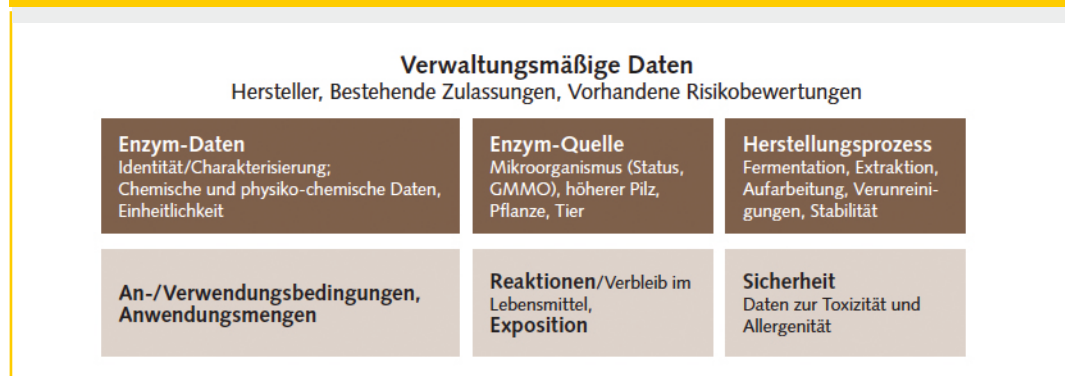 Verwaltungsmäßige Daten
Hersteller, Bestehende Zulassungen, Vorhandene Risikobewertungen
Enzym-Daten
Identität/Charakterisierung;
Chemische und physiko-chemische Daten,
Einheitlichkeit
Enzym-Quelle
Mikroorganismus (Status,
GMMO), höherer Pilz,
Pflanze, Tier
Herstellungsprozess
Fermentation, Extraktion,
Aufarbeitung, Verunreini-
gungen, Stabilität
An-/Verwendungsbedingungen,
Anwendungsmengen
Reaktionen/Verbleib im
Lebensmittel,
Exposition
Sicherheit
Daten zur Toxizität und
Allergenität